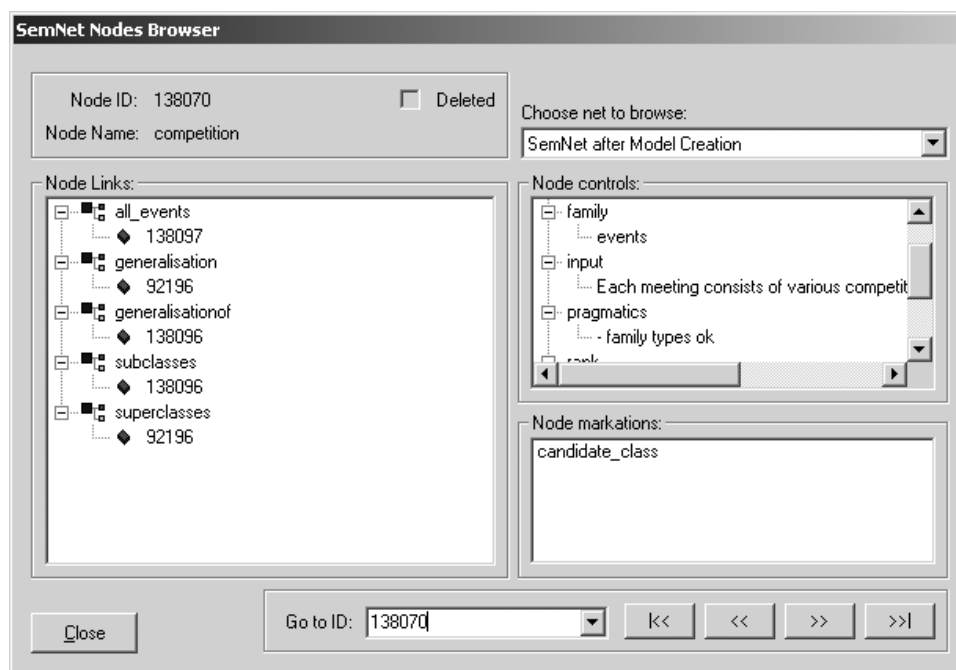 SemNet Nodes Browser
Node ID: 138070
Deleted
Node Name: competition
Choose net to browse:
SemNet after Model Creation
Node Links:
all_events
138097
generalisation
92196
generalisationof
138096
subclasses
138096
superclasses
92196
Node controls:
family
events
input
Each meeting consists of various competit
pragmatics
- family types ok
rank
Node markations:
candidate_class
Close
Go to ID: 138070
|<<
<<
>>
>>|